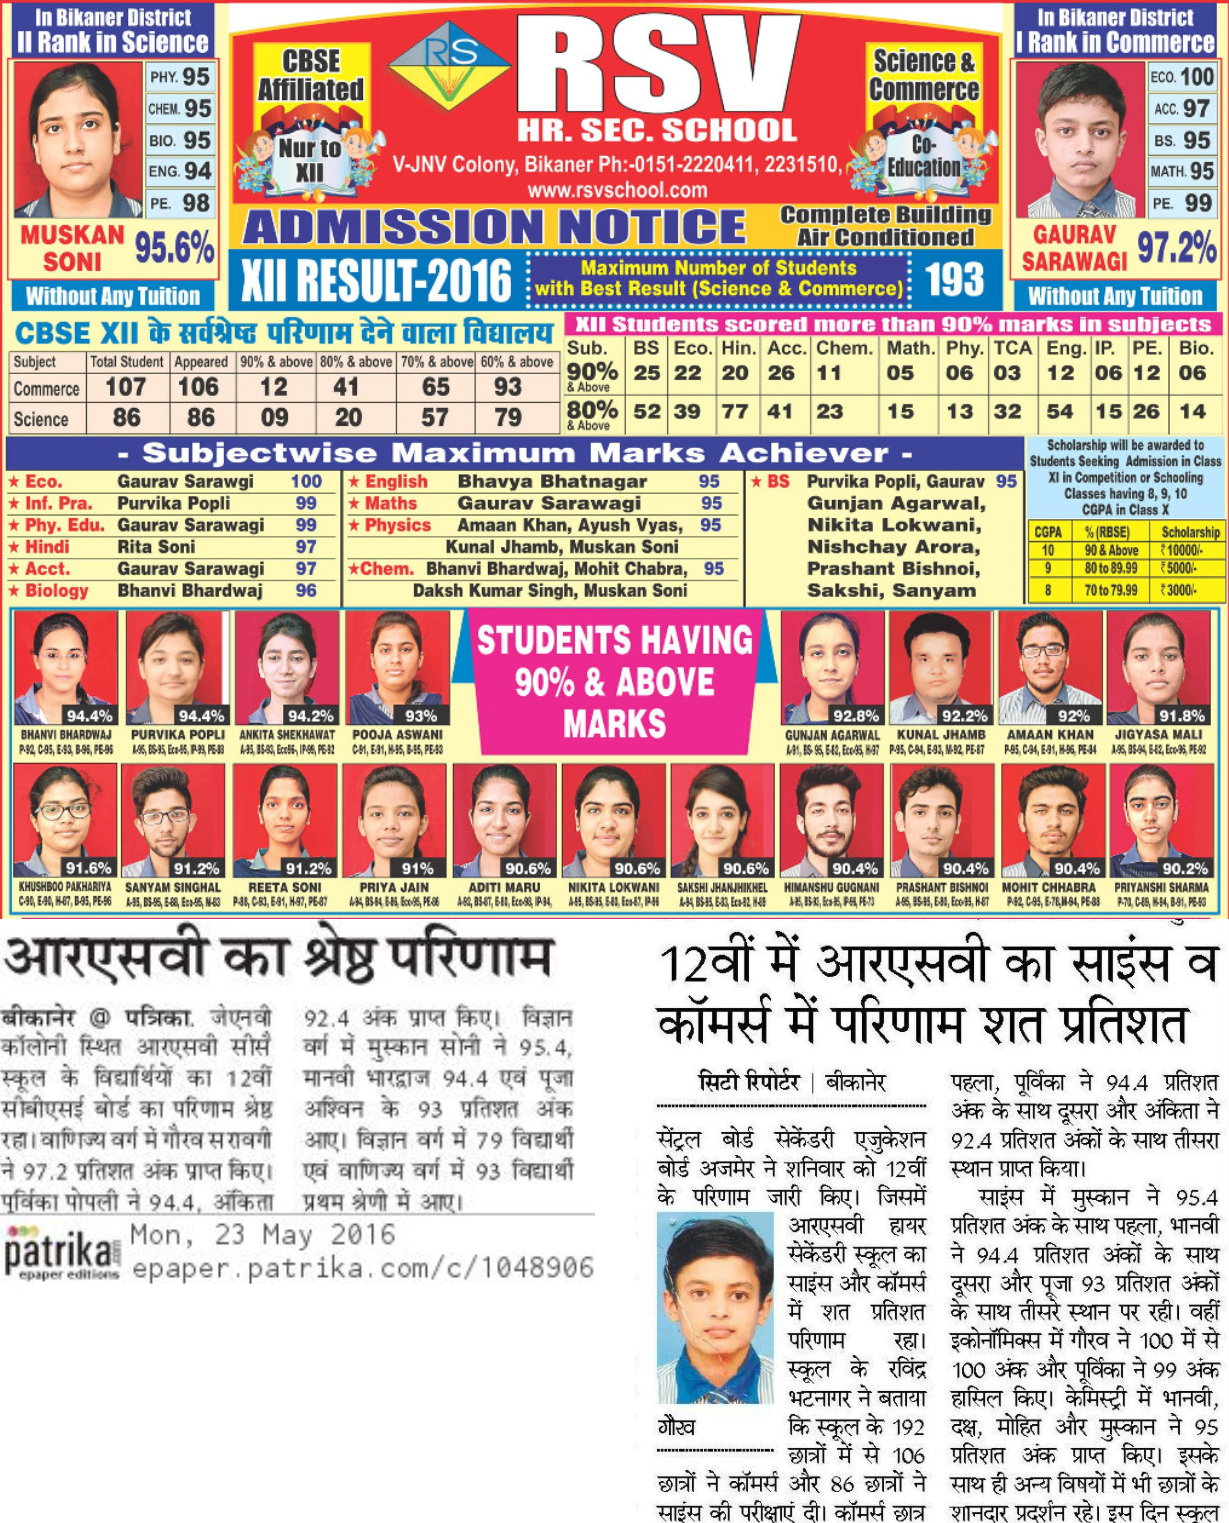 In Bikaner District
II Rank in Science
PHY. 95
CHEM. 95
BIO. 95
ENG. 94
PE. 98
MUSKAN
SONI 95.6%
Without Any Tuition
CBSE
Affiliated
Nur to
XII
RS
RSV
HR. SEC. SCHOOL
V-JNV Colony, Bikaner Ph:-0151-2220411, 2231510,
www.rsvschool.com
Science &
Commerce
Co-
Education
ADMISSION NOTICE
Complete Building
Air Conditioned
XII RESULT-2016
Maximum Number of Students
with Best Result (Science & Commerce)
193
In Bikaner District
I Rank in Commerce
ECO. 100
ACC. 97
BS. 95
MATH. 95
PE. 99
GAURAV
SARAWAGI 97.2%
Without Any Tuition
CBSE XII के सर्वश्रेष्ट परिणाम देने वाला विद्यालय
Subject Total Student Appeared 90% & above 80% & above 70% & above 60% & above
Commerce 107 106 12 41 65 93
Science 86 86 09 20 57 79
XII Students scored more than 90% marks in subjects
Sub. BS Eco. Hin. Acc. Chem. Math. Phy. TCA Eng. IP. PE. Bio.
90% & Above 25 22 20 26 11 05 06 03 12 06 12 06
80% & Above 52 39 77 41 23 15 13 32 54 15 26 14
- Subjectwise Maximum Marks Achiever -
★ Eco. Gaurav Sarawgi 100
★ Inf. Pra. Purvika Popli 99
★ Phy. Edu. Gaurav Sarawagi 99
★ Hindi Rita Soni 97
★ Acct. Gaurav Sarawagi 97
★ Biology Bhanvi Bhardwaj 96
★ English Bhavya Bhatnagar 95
★ Maths Gaurav Sarawagi 95
★ Physics Amaan Khan, Ayush Vyas, 95
Kunal Jhamb, Muskan Soni
★Chem. Bhanvi Bhardwaj, Mohit Chabra, 95
Daksh Kumar Singh, Muskan Soni
★ BS Purvika Popli, Gaurav 95
Gunjan Agarwal,
Nikita Lokwani,
Nishchay Arora,
Prashant Bishnoi,
Sakshi, Sanyam
Scholarship will be awarded to
Students Seeking Admission in Class
XI in Competition or Schooling
Classes having 8, 9, 10
CGPA in Class X
CGPA %(RBSE) Scholarship
10 90 & Above ₹10000/-
9 80 to 89.99 ₹5000/-
8 70 to 79.99 ₹3000/-
STUDENTS HAVING
90% & ABOVE
MARKS
94.4% 94.4% 94.2% 93% 92.8% 92.2% 92% 91.8%
BHANVI BHARDWAJ PURVIKA POPLI ANKITA SHEKHAWAT POOJA ASWANI GUNJAN AGARWAL KUNAL JHAMB AMAAN KHAN JIGYASA MALI
91.6% 91.2% 91.2% 91% 90.6% 90.6% 90.6% 90.4% 90.4% 90.4% 90.2%
KHUSHBOO PAKHARIYA SANYAM SINGHAL REETA SONI PRIYA JAIN ADITI MARU NIKITA LOKWANI SAKSHI JHANJHIKHEL HIMANSHU GUGNANI PRASHANT BISHNOI MOHIT CHHABRA PRIYANSHI SHARMA
आरएसवी का श्रेष्ठ परिणाम
बीकानेर @ पत्रिका. जेएनवी
कॉलोनी स्थित आरएसवी सीसै
स्कूल के विद्यार्थियों का 12वीं
सीबीएसई बोर्ड का परिणाम श्रेष्ठ
रहा। वाणिज्य वर्ग में गौरव सरावगी
ने 97.2 प्रतिशत अंक प्राप्त किए।
पूर्विका पोपली ने 94.4, अंकिता
92.4 अंक प्राप्त किए। विज्ञान
वर्ग में मुस्कान सोनी ने 95.4,
मानवी भारद्वाज 94.4 एवं पूजा
अश्विन के 93 प्रतिशत अंक
आए। विज्ञान वर्ग में 79 विद्यार्थी
एवं वाणिज्य वर्ग में 93 विद्यार्थी
प्रथम श्रेणी में आए।
patrika
epaper editions
Mon, 23 May 2016
epaper.patrika.com/c/1048906
12वीं में आरएसवी का साइंस व
कॉमर्स में परिणाम शत प्रतिशत
सिटी रिपोर्टर | बीकानेर
सेंट्रल बोर्ड सेकेंडरी एजुकेशन
बोर्ड अजमेर ने शनिवार को 12वीं
के परिणाम जारी किए। जिसमें
आरएसवी हायर
सेकेंडरी स्कूल का
साइंस और कॉमर्स
में शत प्रतिशत
परिणाम रहा।
स्कूल के रविंद्र
भटनागर ने बताया
कि स्कूल के 192
छात्रों में से 106
गौरव
छात्रों ने कॉमर्स और 86 छात्रों ने
साइंस की परीक्षाएं दी। कॉमर्स छात्र
पहला, पूर्विका ने 94.4 प्रतिशत
अंक के साथ दूसरा और अंकिता ने
92.4 प्रतिशत अंकों के साथ तीसरा
स्थान प्राप्त किया।
साइंस में मुस्कान ने 95.4
प्रतिशत अंक के साथ पहला, भानवी
ने 94.4 प्रतिशत अंकों के साथ
दूसरा और पूजा 93 प्रतिशत अंकों
के साथ तीसरे स्थान पर रही। वहीं
इकोनॉमिक्स में गौरव ने 100 में से
100 अंक और पूर्विका ने 99 अंक
हासिल किए। केमिस्ट्री में भानवी,
दक्ष, मोहित और मुस्कान ने 95
प्रतिशत अंक प्राप्त किए। इसके
साथ ही अन्य विषयों में भी छात्रों के
शानदार प्रदर्शन रहे। इस दिन स्कूल